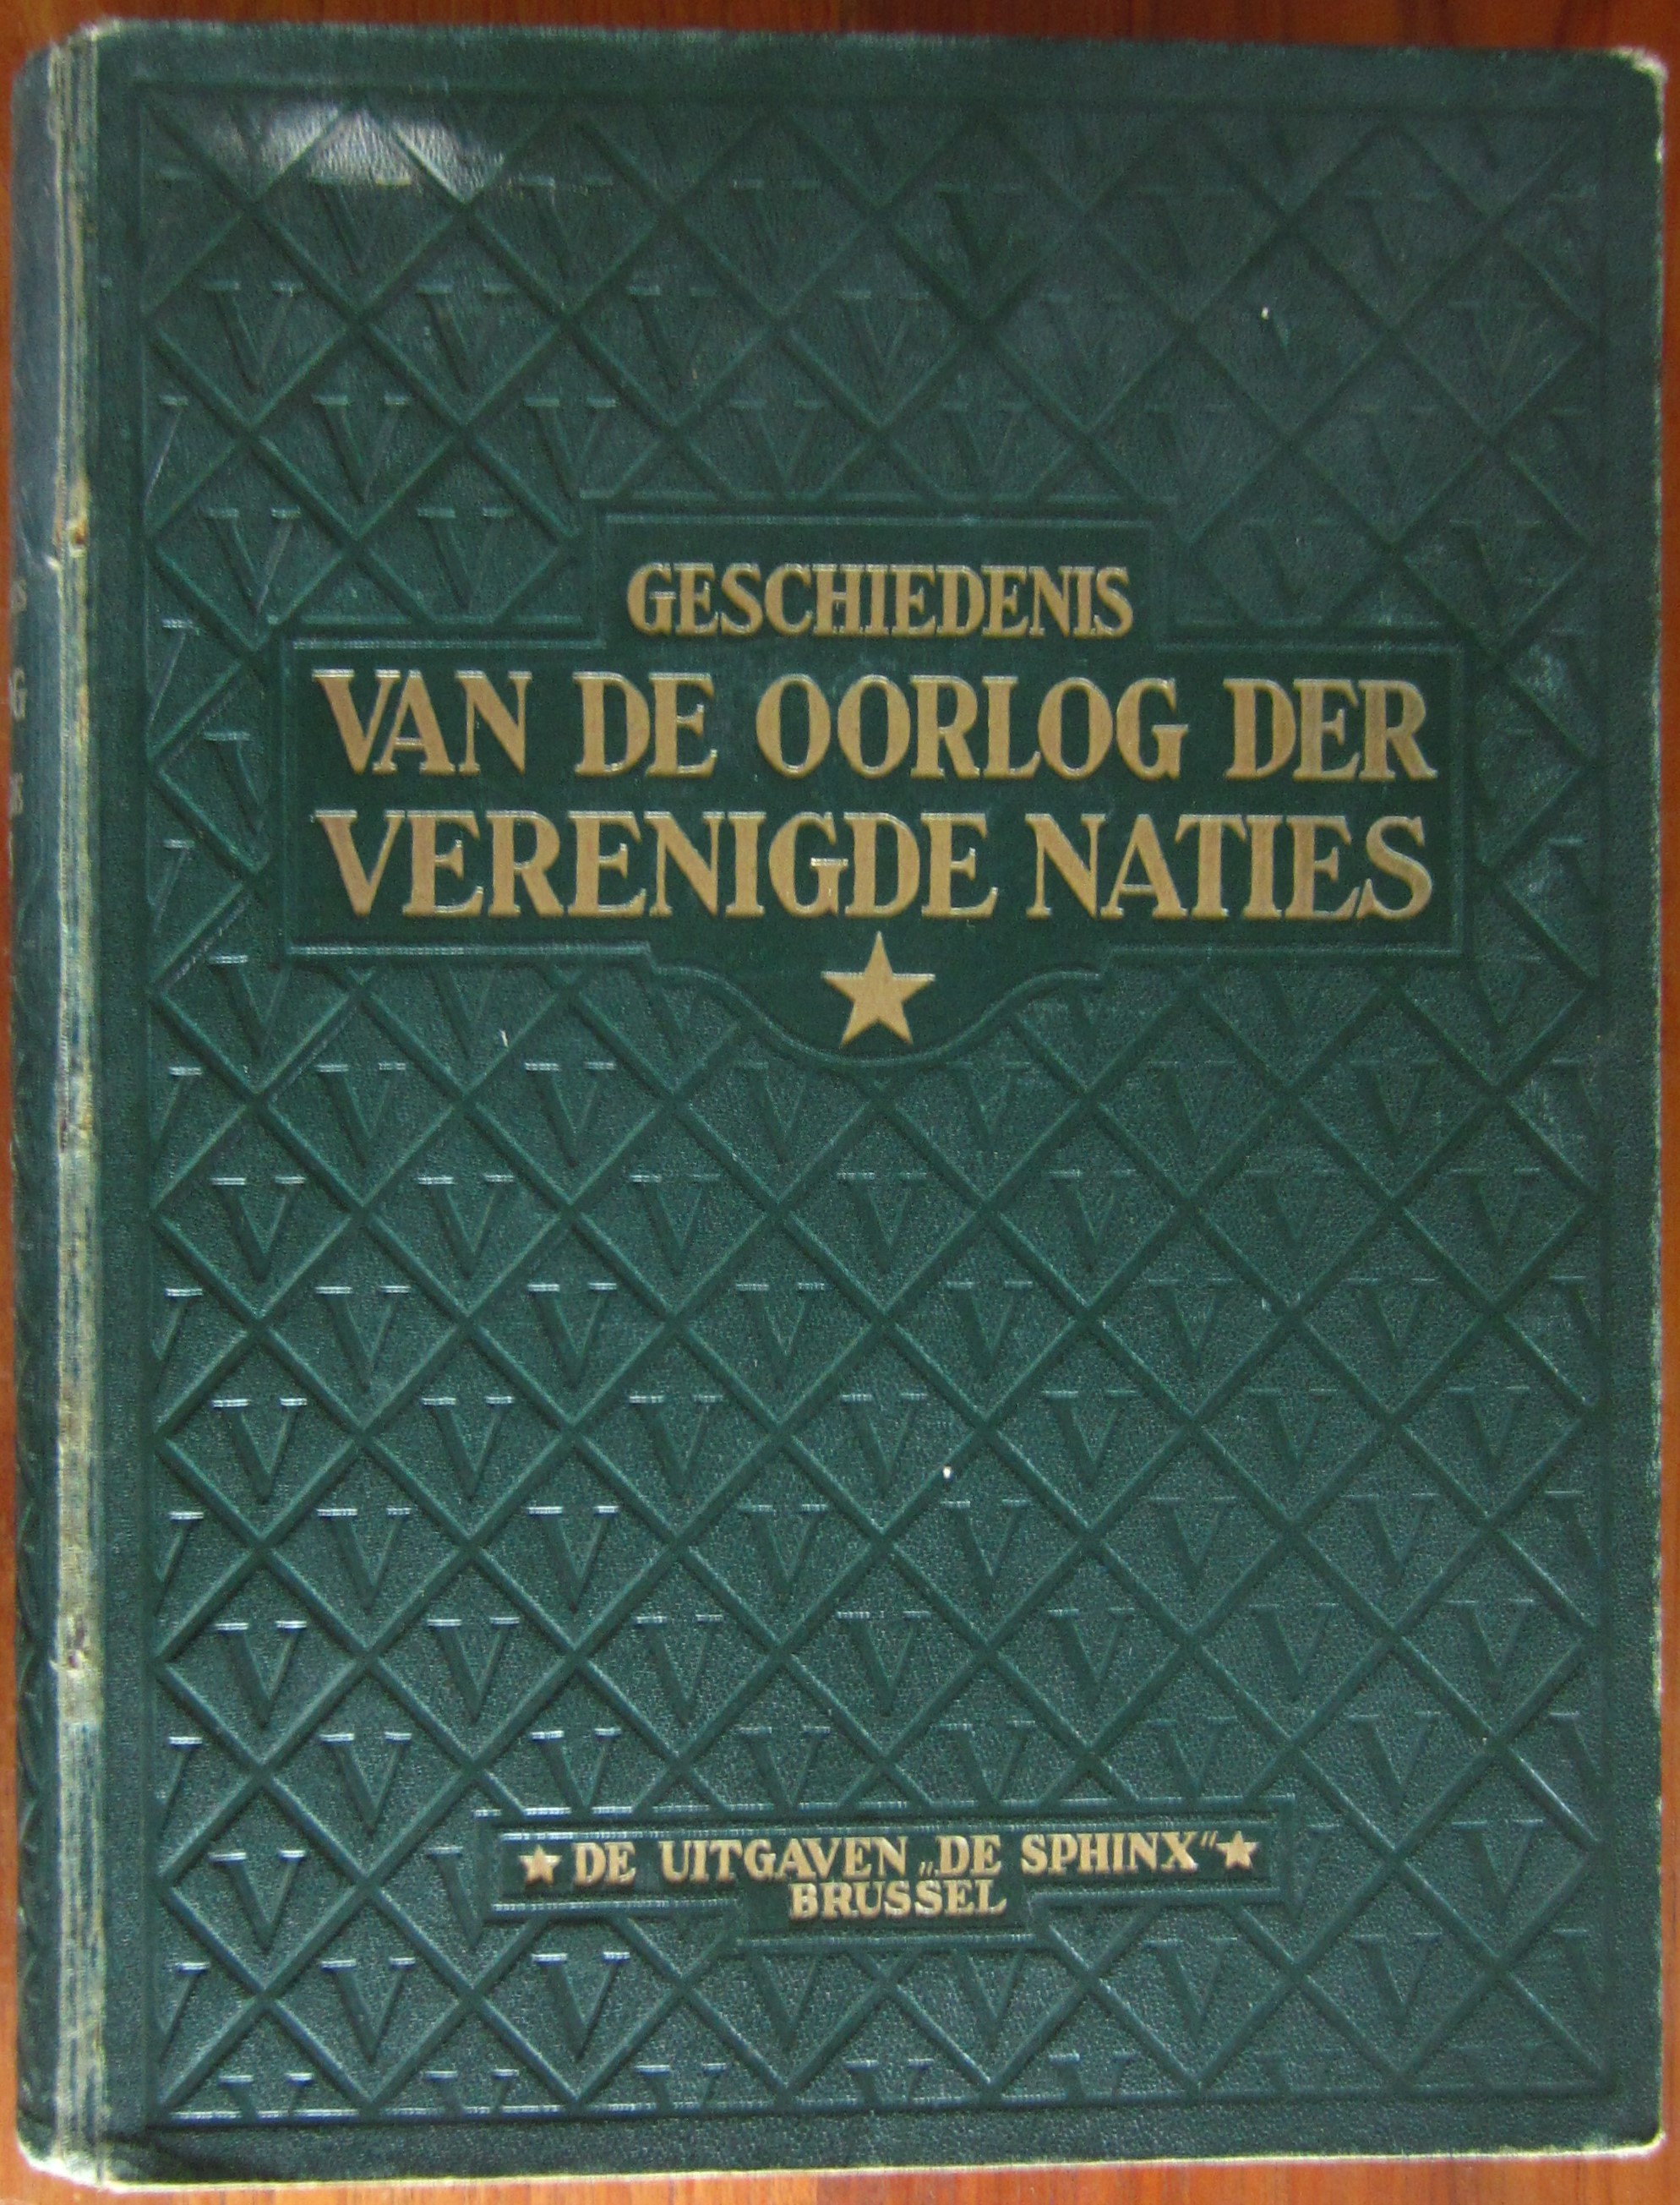 GESCHIEDENIS
VAN DE OORLOG DER
VERENIGDE NATIES
DE UITGAVEN „DE SPHINX“
BRUSSEL